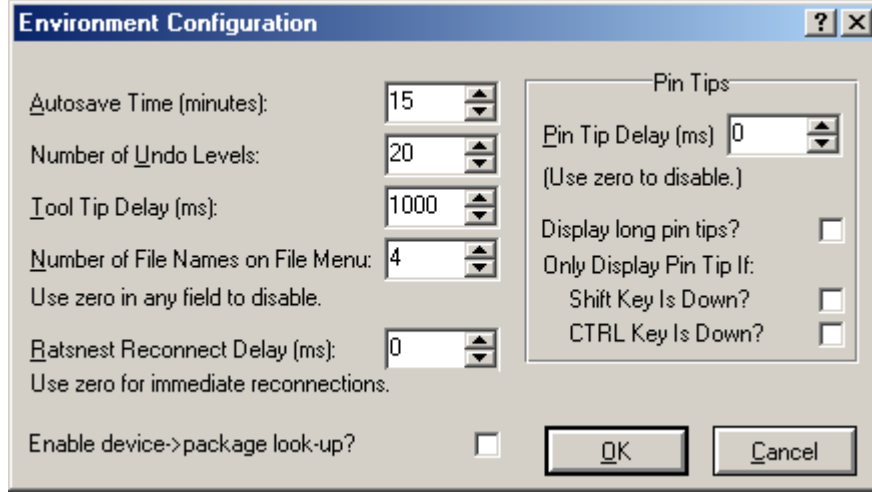 Environment Configuration
Autosave Time (minutes): 15
Number of Undo Levels: 20
Tool Tip Delay (ms): 1000
Number of File Names on File Menu: 4
Use zero in any field to disable.
Ratsnest Reconnect Delay (ms): 0
Use zero for immediate reconnections.
Enable device->package look-up?
Pin Tips
Pin Tip Delay (ms) 0
(Use zero to disable.)
Display long pin tips?
Only Display Pin Tip If:
Shift Key Is Down?
CTRL Key Is Down?
OK
Cancel